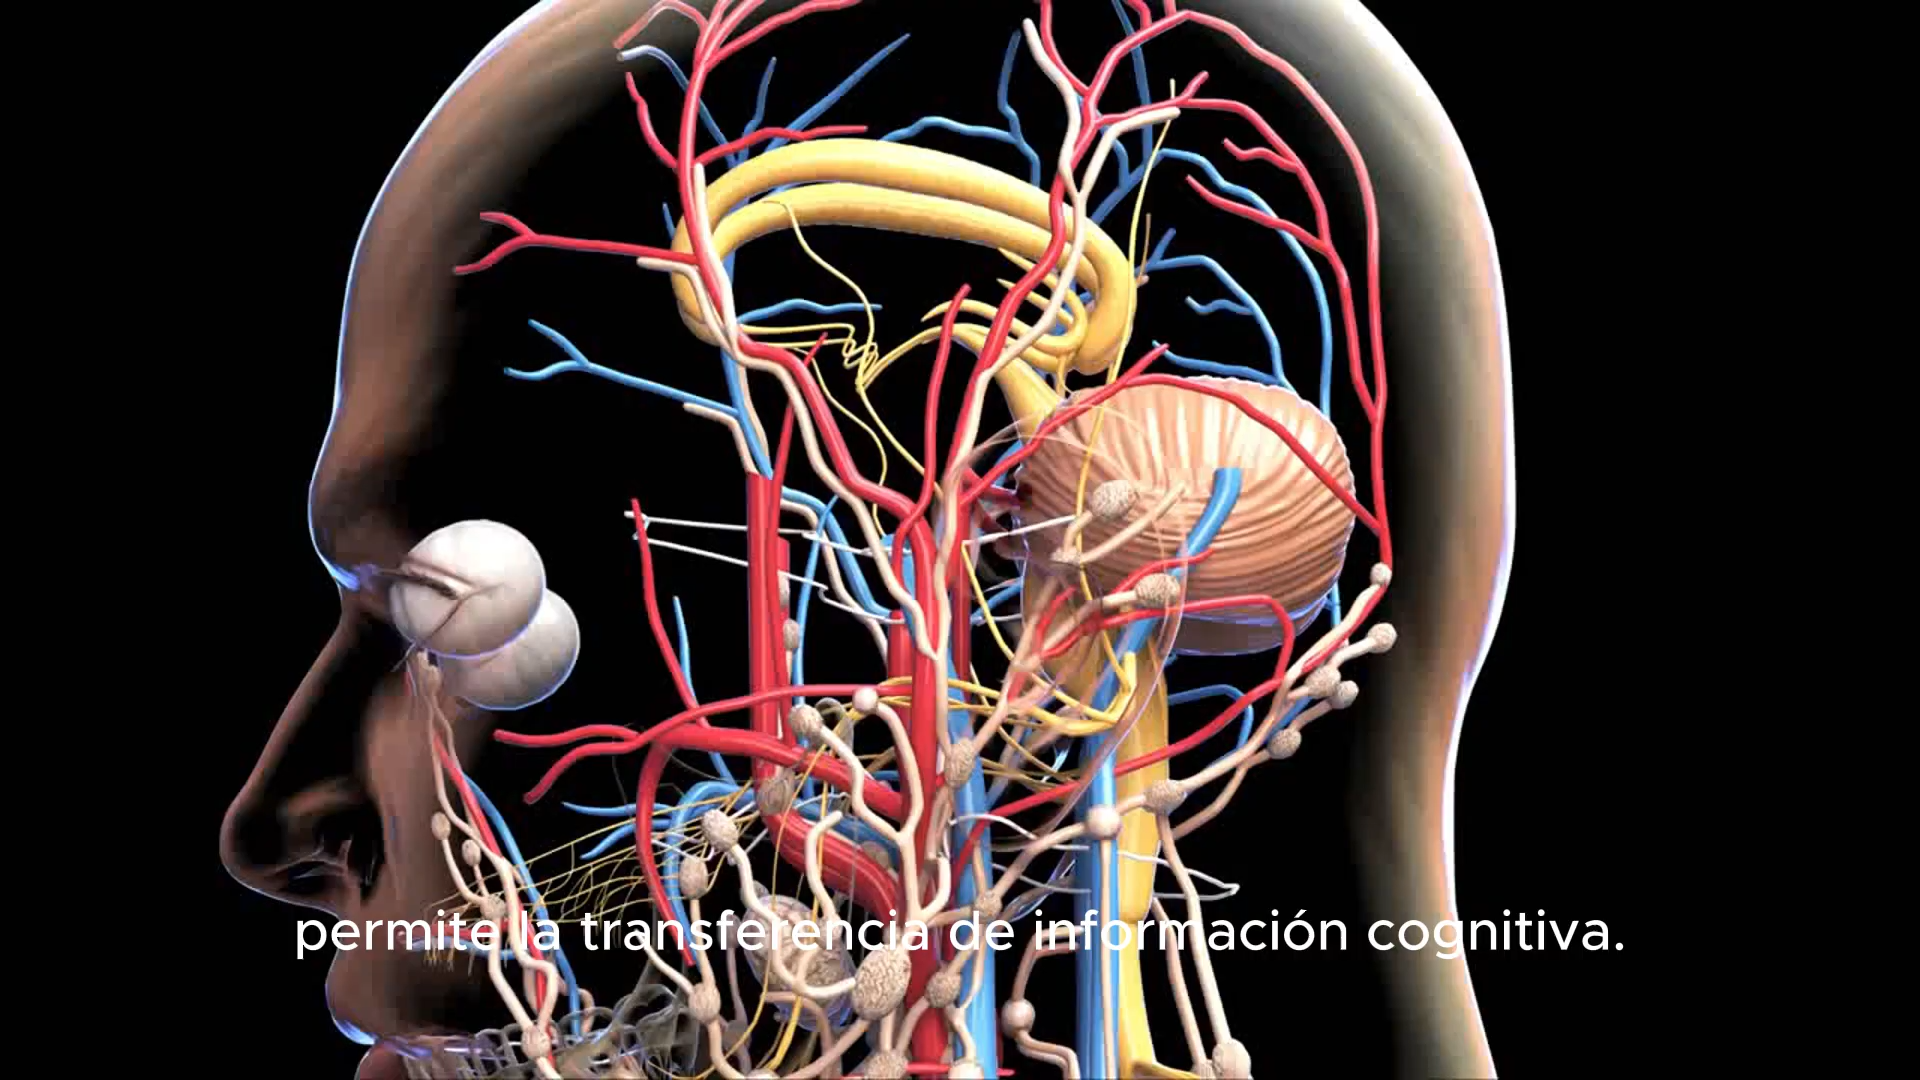 permite la transferencia de información cognitiva.